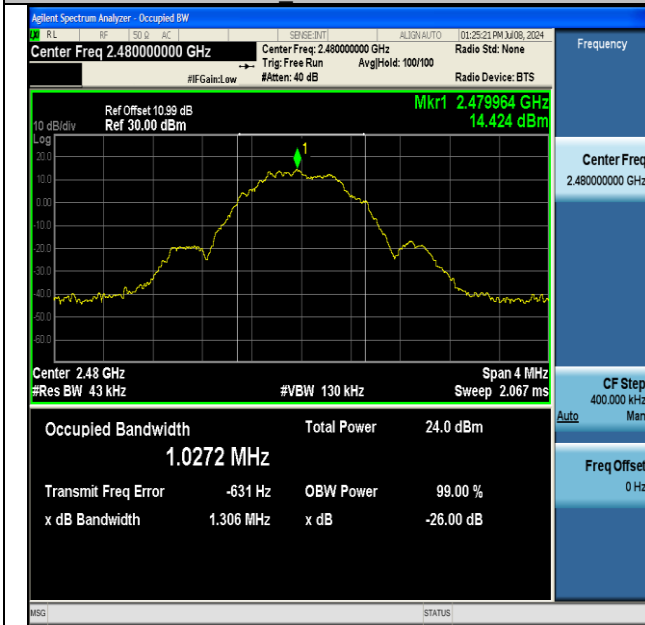 Agilent Spectrum Analyzer - Occupied BW
LXI RL RF 50 Ω AC SENSE:INT ALIGN AUTO 01:25:21 PM Jul 08, 2024
Center Freq 2.480000000 GHz Center Freq: 2.480000000 GHz Radio Std: None Frequency
Trig: Free Run Avg|Hold: 100/100
#IFGain:Low #Atten: 40 dB Radio Device: BTS
Ref Offset 10.99 dB Mkr1 2.479964 GHz
10 dB/div Ref 30.00 dBm 14.424 dBm
Log
20.0
10.0
0.00
-10.0
-20.0
-30.0
-40.0
-50.0
-60.0
1
Center Freq
2.480000000 GHz
Center 2.48 GHz Span 4 MHz
#Res BW 43 kHz #VBW 130 kHz Sweep 2.067 ms
CF Step
400.000 kHz
Auto Man
Occupied Bandwidth Total Power 24.0 dBm
1.0272 MHz
Transmit Freq Error -631 Hz OBW Power 99.00 %
x dB Bandwidth 1.306 MHz x dB -26.00 dB
Freq Offset
0 Hz
MSG STATUS